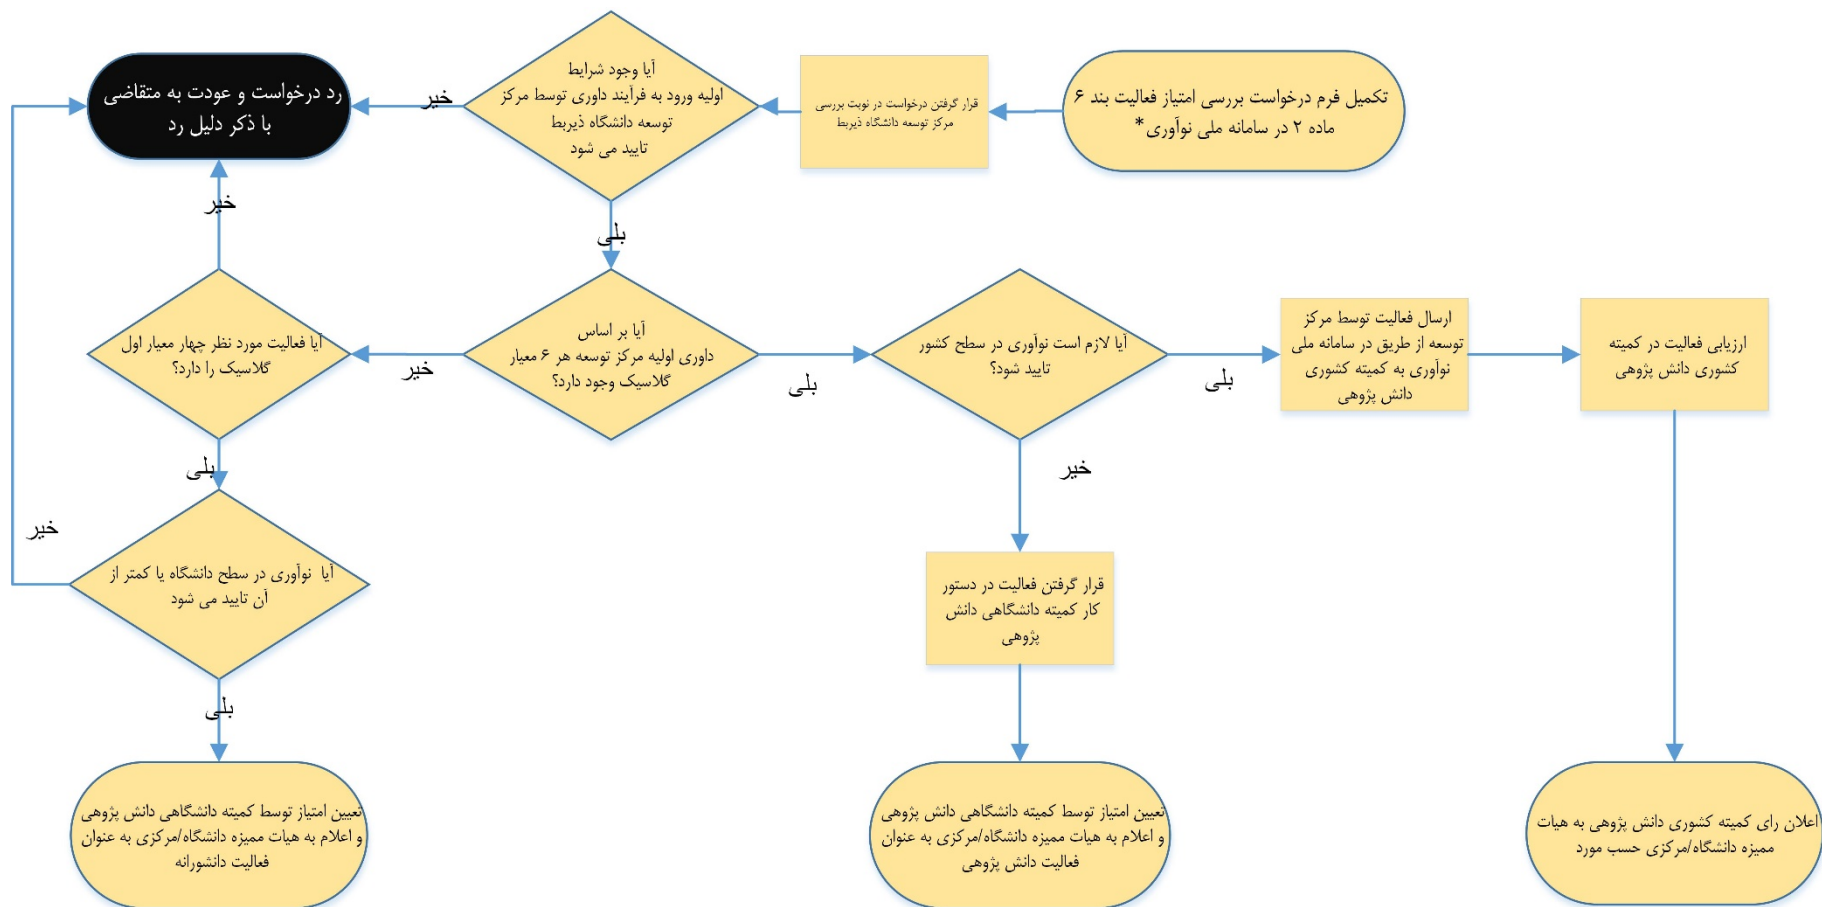 تکمیل فرم درخواست بررسی امتیاز فعالیت بند ۶
ماده ۲ در سامانه ملی نوآوری*
قرار گرفتن درخواست در نوبت بررسی
مرکز توسعه دانشگاه ذیربط
آیا وجود شرایط
اولیه ورود به فرآیند داوری توسط مرکز
توسعه دانشگاه ذیربط
تایید می شود
خیر
رد درخواست و عودت به متقاضی
با ذکر دلیل رد
بلی
خیر
آیا بر اساس
داوری اولیه مرکز توسعه هر ۶ معیار
گلاسیک وجود دارد؟
خیر
آیا فعالیت مورد نظر چهار معیار اول
گلاسیک را دارد؟
بلی
آیا لازم است نوآوری در سطح کشور
تایید شود؟
بلی
ارسال فعالیت توسط مرکز
توسعه از طریق در سامانه ملی
نوآوری به کمیته کشوری
دانش پژوهی
ارزیابی فعالیت در کمیته
کشوری دانش پژوهی
خیر
بلی
خیر
آیا نوآوری در سطح دانشگاه یا کمتر از
آن تایید می شود
قرار گرفتن فعالیت در دستور
کار کمیته دانشگاهی دانش
پژوهی
بلی
اعلان رای کمیته کشوری دانش پژوهی به هیات
ممیزه دانشگاه/مرکزی حسب مورد
تعیین امتیاز توسط کمیته دانشگاهی دانش پژوهی
و اعلام به هیات ممیزه دانشگاه/مرکزی به عنوان
فعالیت دانش پژوهی
تعیین امتیاز توسط کمیته دانشگاهی دانش پژوهی
و اعلام به هیات ممیزه دانشگاه/مرکزی به عنوان
فعالیت دانشورانه